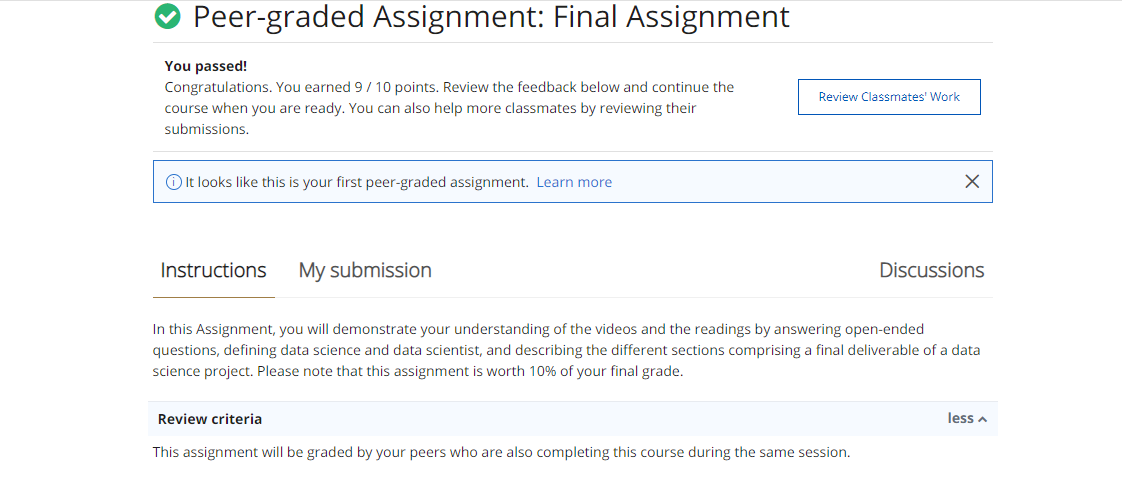 Peer-graded Assignment: Final Assignment
You passed!
Congratulations. You earned 9 / 10 points. Review the feedback below and continue the
course when you are ready. You can also help more classmates by reviewing their
submissions.
Review Classmates' Work
It looks like this is your first peer-graded assignment. Learn more
Instructions My submission Discussions
In this Assignment, you will demonstrate your understanding of the videos and the readings by answering open-ended
questions, defining data science and data scientist, and describing the different sections comprising a final deliverable of a data
science project. Please note that this assignment is worth 10% of your final grade.
Review criteria less
This assignment will be graded by your peers who are also completing this course during the same session.